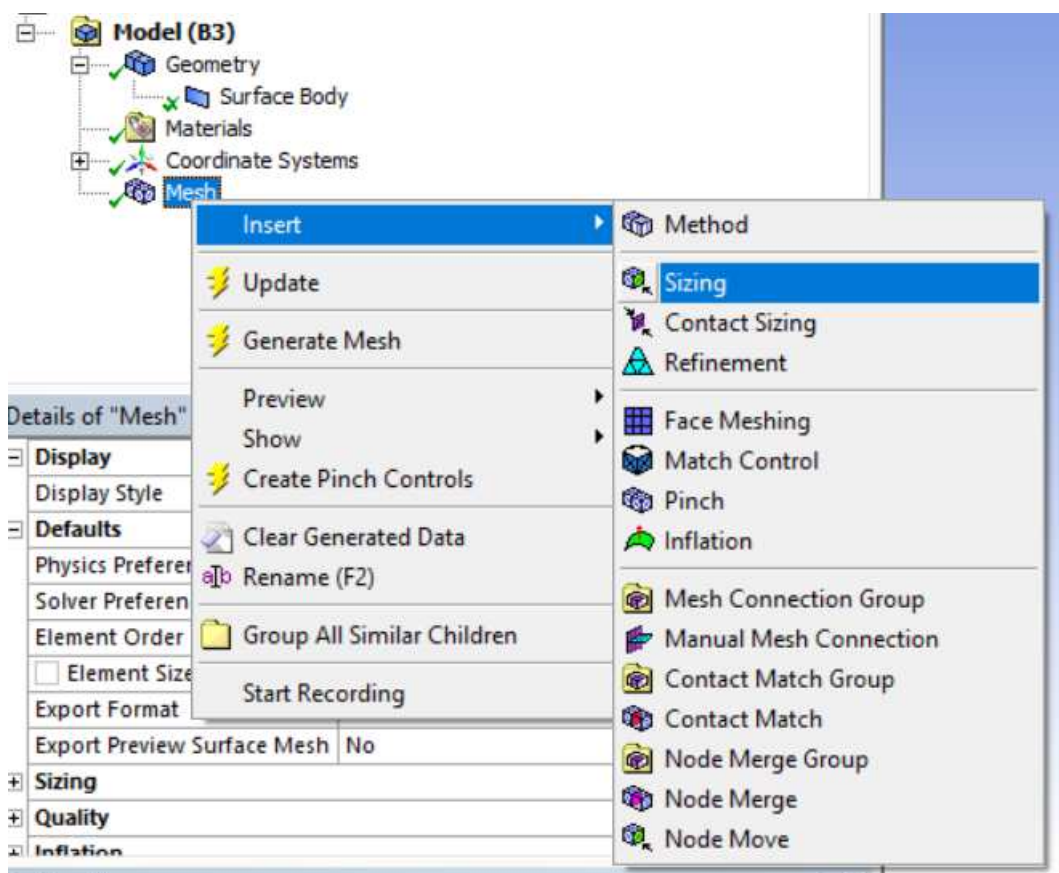 Model (B3)
Geometry
Surface Body
Materials
Coordinate Systems
Mesh
Insert
Update
Generate Mesh
Preview
Show
Create Pinch Controls
Clear Generated Data
Rename (F2)
Group All Similar Children
Start Recording
Method
Sizing
Contact Sizing
Refinement
Face Meshing
Match Control
Pinch
Inflation
Mesh Connection Group
Manual Mesh Connection
Contact Match Group
Contact Match
Node Merge Group
Node Merge
Node Move
Details of "Mesh"
Display
Display Style
Defaults
Physics Preferen
Solver Preferen
Element Order
Element Size
Export Format
Export Preview Surface Mesh No
Sizing
Quality
Inflation